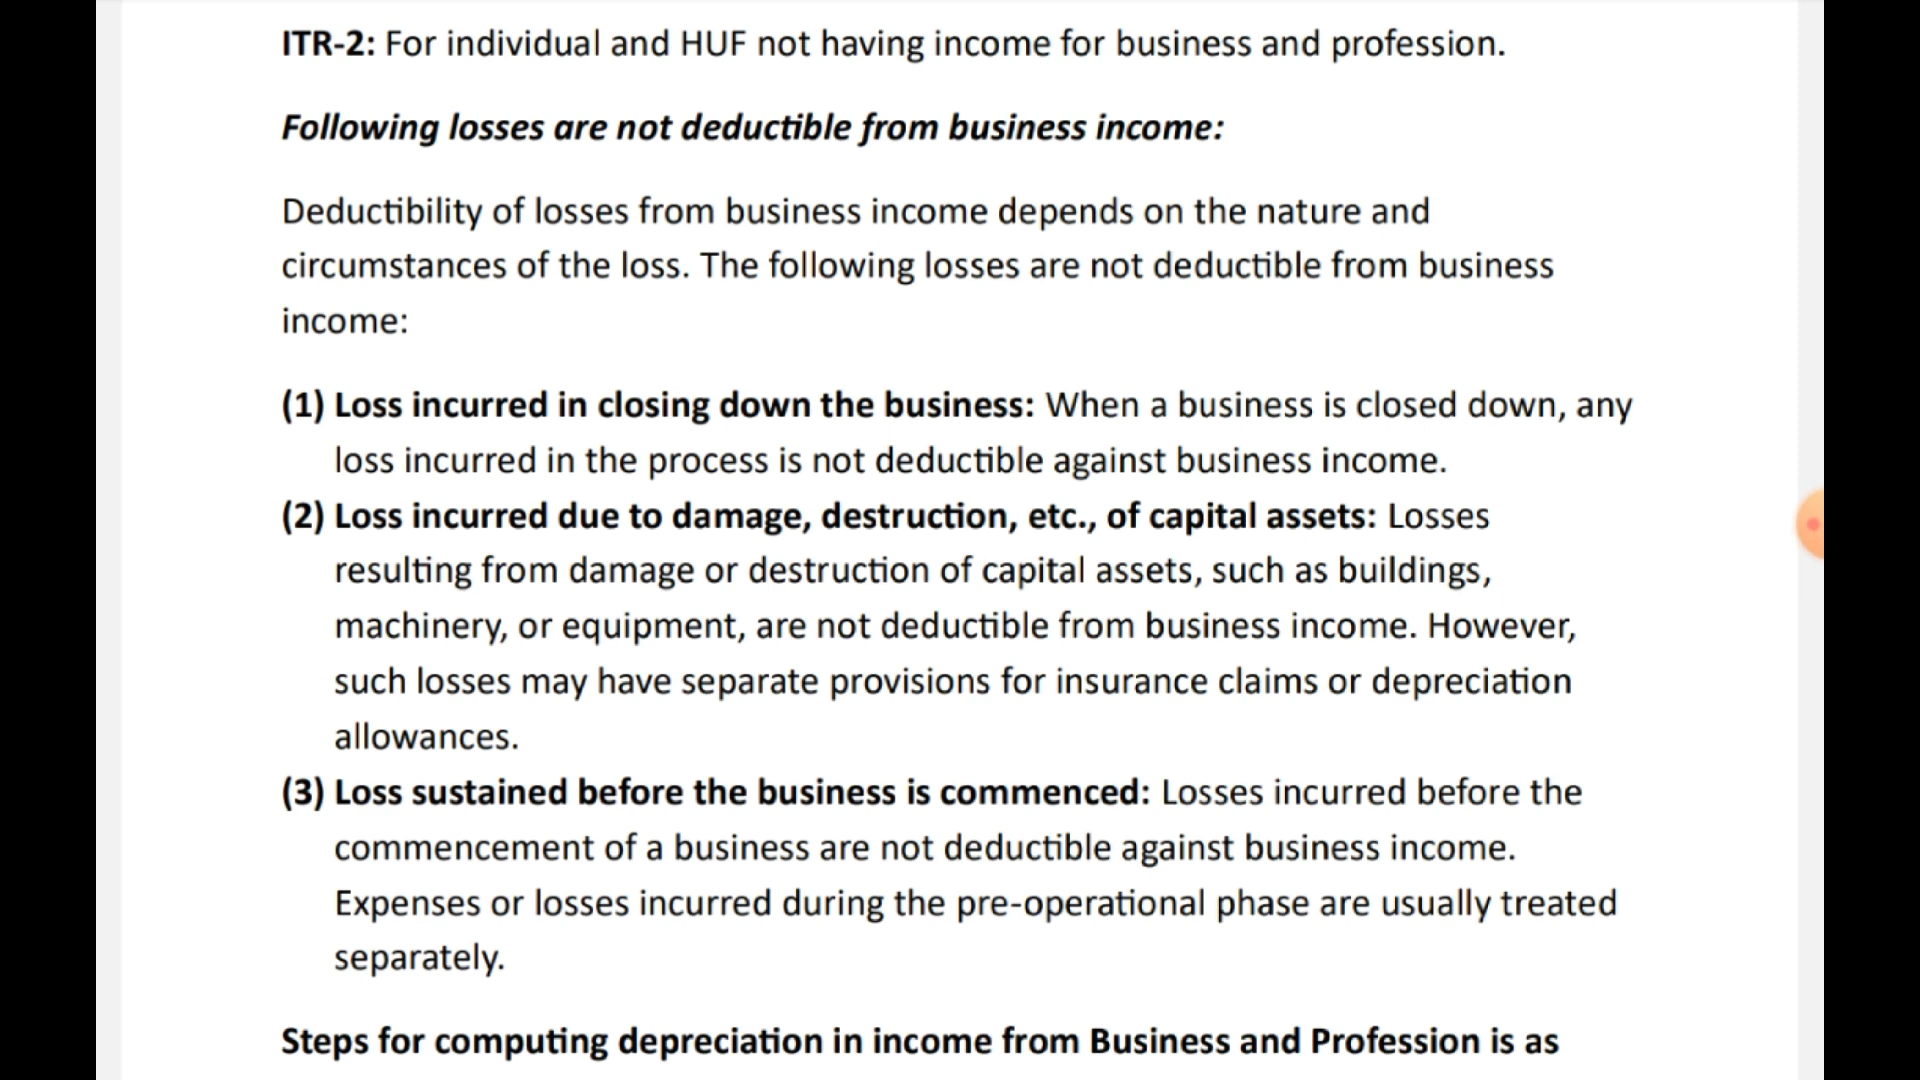 ITR-2: For individual and HUF not having income for business and profession.
Following losses are not deductible from business income:
Deductibility of losses from business income depends on the nature and
circumstances of the loss. The following losses are not deductible from business
income:
(1) Loss incurred in closing down the business: When a business is closed down, any
loss incurred in the process is not deductible against business income.
(2) Loss incurred due to damage, destruction, etc., of capital assets: Losses
resulting from damage or destruction of capital assets, such as buildings,
machinery, or equipment, are not deductible from business income. However,
such losses may have separate provisions for insurance claims or depreciation
allowances.
(3) Loss sustained before the business is commenced: Losses incurred before the
commencement of a business are not deductible against business income.
Expenses or losses incurred during the pre-operational phase are usually treated
separately.
Steps for computing depreciation in income from Business and Profession is as